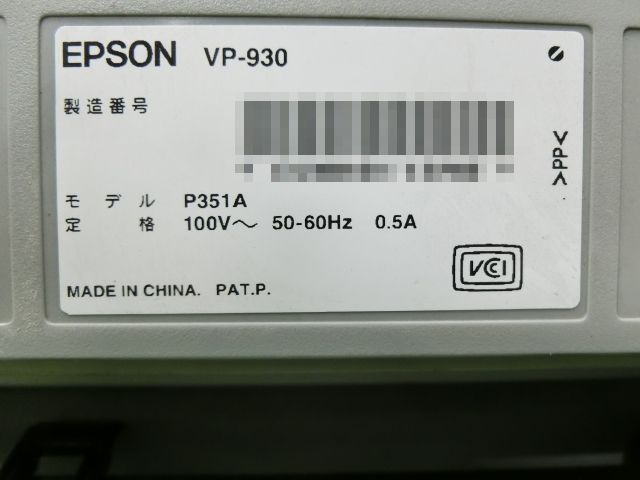 EPSON VP-930
製造番号
モデル P351A
定格 100V～ 50-60Hz 0.5A
MADE IN CHINA. PAT.P.
VCCI
>PP<